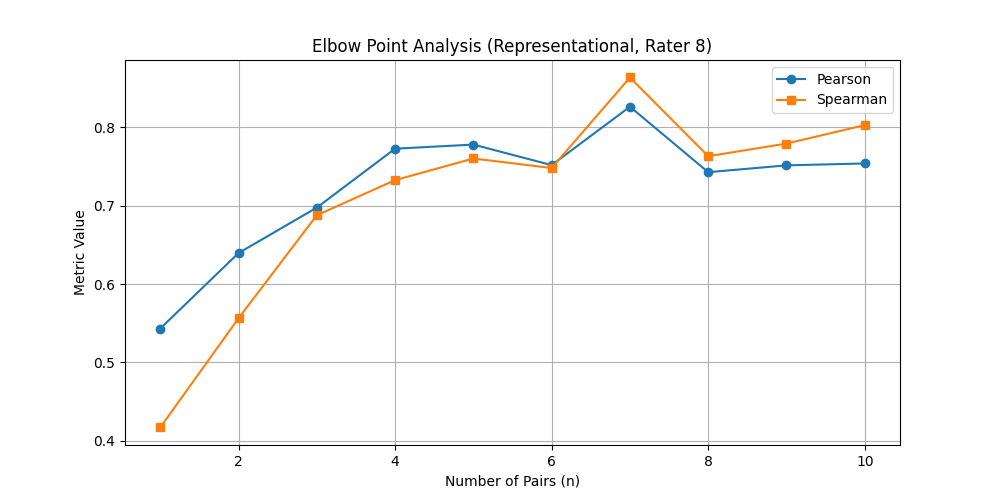 Elbow Point Analysis (Representational, Rater 8)
Pearson
Spearman
Metric Value
0.8
0.7
0.6
0.5
0.4
2
4
6
8
10
Number of Pairs (n)